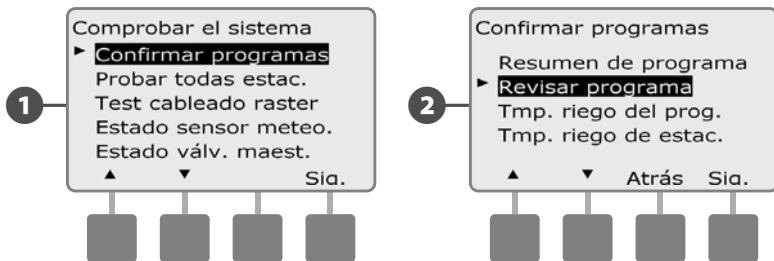 1
Comprobar el sistema
► Confirmar programas
Probar todas estac.
Test cableado raster
Estado sensor meteo.
Estado válv. maest.
▲ ▼ Sig.
2
Confirmar programas
Resumen de programa
► Revisar programa
Tmp. riego del prog.
Tmp. riego de estac.
▲ ▼ Atrás Sig.